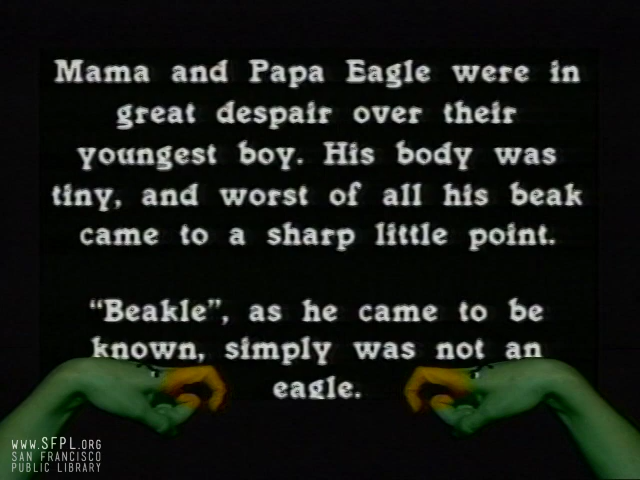 Mama and Papa Eagle were in
great despair over their
youngest boy. His body was
tiny, and worst of all his beak
came to a sharp little point.
“Beakle”, as he came to be
known, simply was not an
eagle.
www.SFPL.ORG
SAN FRANCISCO
PUBLIC LIBRARY